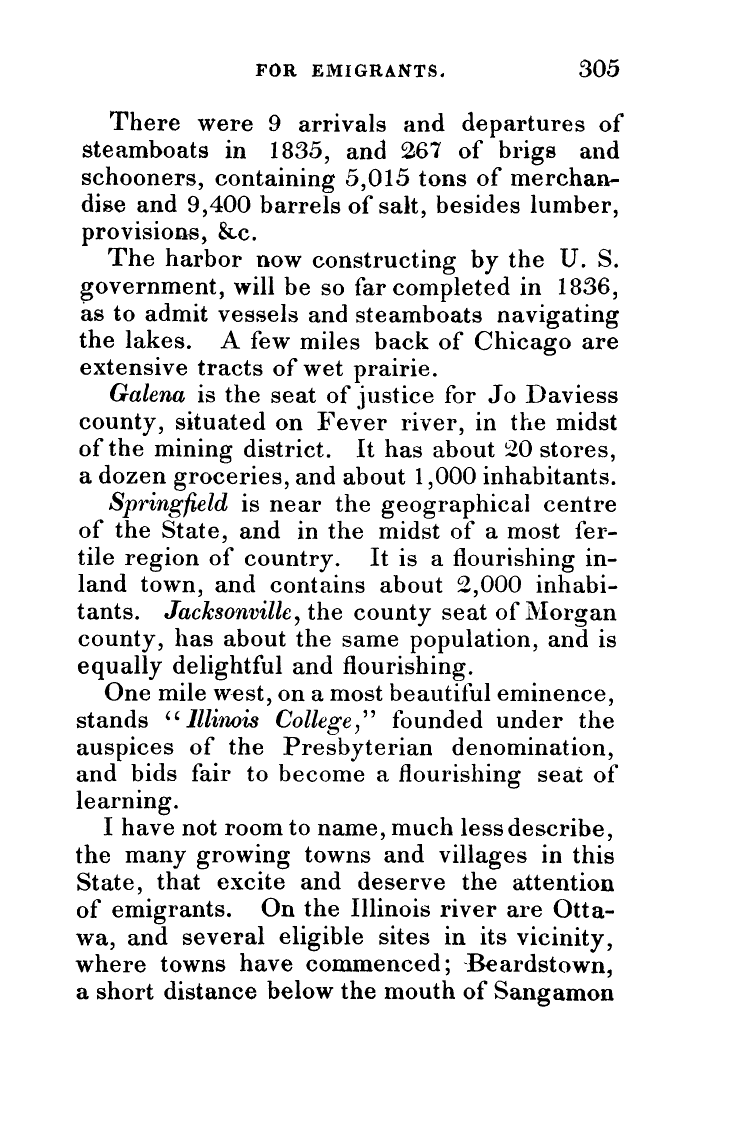 FOR EMIGRANTS. 305
There were 9 arrivals and departures of
steamboats in 1835, and 267 of brigs and
schooners, containing 5,015 tons of merchan-
dise and 9,400 barrels of salt, besides lumber,
provisions, &c.
The harbor now constructing by the U. S.
government, will be so far completed in 1836,
as to admit vessels and steamboats navigating
the lakes. A few miles back of Chicago are
extensive tracts of wet prairie.
Galena is the seat of justice for Jo Daviess
county, situated on Fever river, in the midst
of the mining district. It has about 20 stores,
a dozen groceries, and about 1,000 inhabitants.
Springfield is near the geographical centre
of the State, and in the midst of a most fer-
tile region of country. It is a flourishing in-
land town, and contains about 2,000 inhabi-
tants. Jacksonville, the county seat of Morgan
county, has about the same population, and is
equally delightful and flourishing.
One mile west, on a most beautiful eminence,
stands “Illinois College,” founded under the
auspices of the Presbyterian denomination,
and bids fair to become a flourishing seat of
learning.
I have not room to name, much less describe,
the many growing towns and villages in this
State, that excite and deserve the attention
of emigrants. On the Illinois river are Otta-
wa, and several eligible sites in its vicinity,
where towns have commenced; Beardstown,
a short distance below the mouth of Sangamon